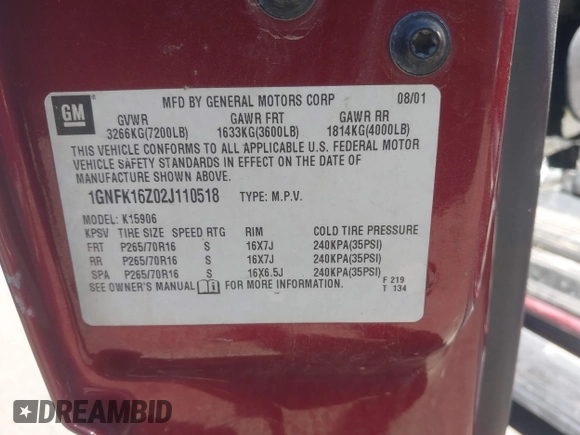 GM
MFD BY GENERAL MOTORS CORP 08/01
GVWR GAWR FRT GAWR RR
3266KG(7200LB) 1633KG(3600LB) 1814KG(4000LB)
THIS VEHICLE CONFORMS TO ALL APPLICABLE U.S. FEDERAL MOTOR
VEHICLE SAFETY STANDARDS IN EFFECT ON THE DATE OF
MANUFACTURE SHOWN ABOVE.
1GNFK16Z02J110518 TYPE: M.P.V.
MODEL: K15906
KPSV TIRE SIZE SPEED RTG RIM COLD TIRE PRESSURE
FRT P265/70R16 S 16X7J 240KPA(35PSI)
RR P265/70R16 S 16X7J 240KPA(35PSI)
SPA P265/70R16 S 16X6.5J 240KPA(35PSI)
SEE OWNER'S MANUAL FOR MORE INFORMATION.
F 219
T 134
DREAMBID